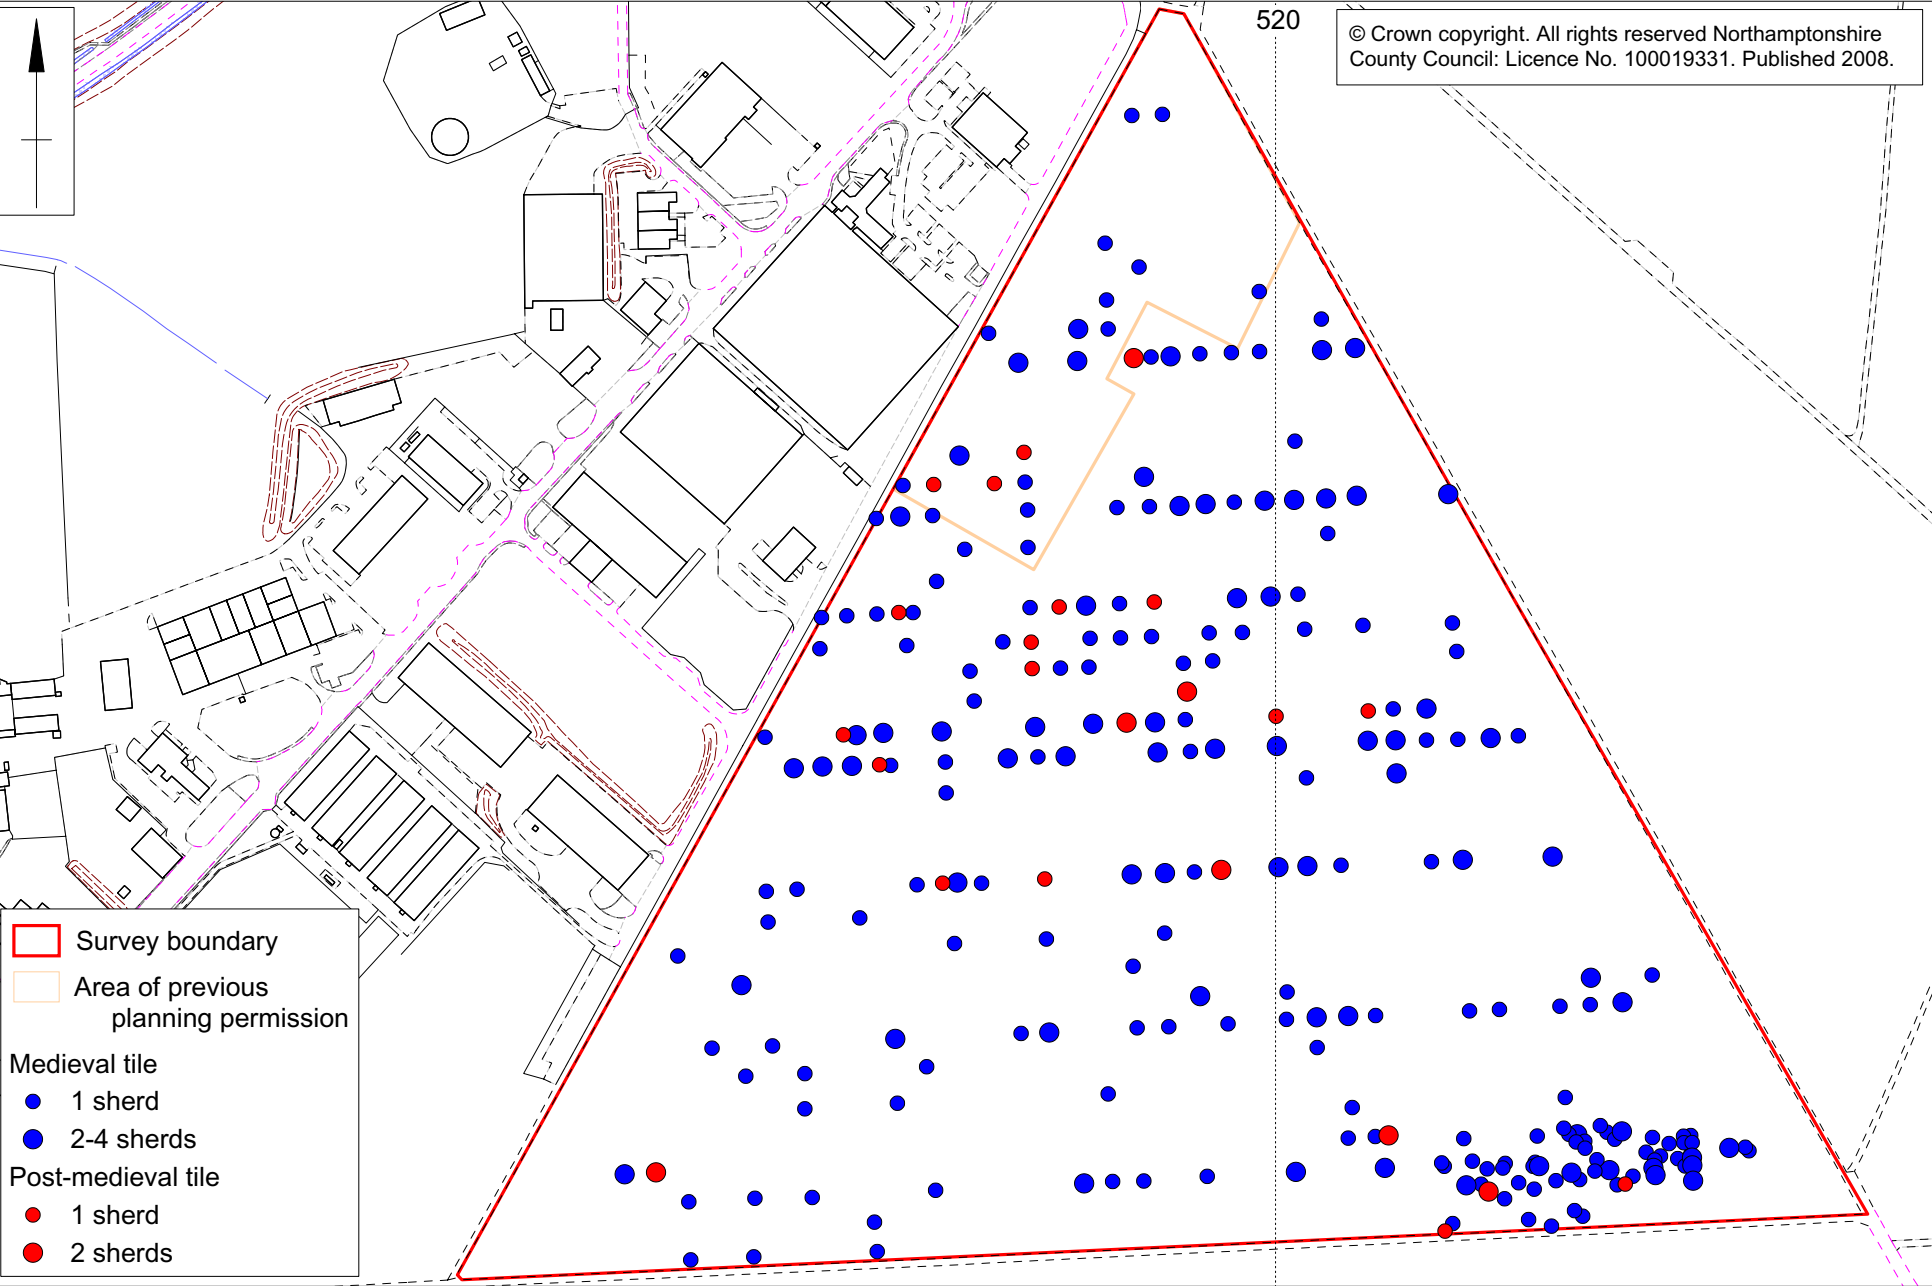 520
© Crown copyright. All rights reserved Northamptonshire
County Council: Licence No. 100019331. Published 2008.
Survey boundary
Area of previous
planning permission
Medieval tile
1 sherd
2-4 sherds
Post-medieval tile
1 sherd
2 sherds